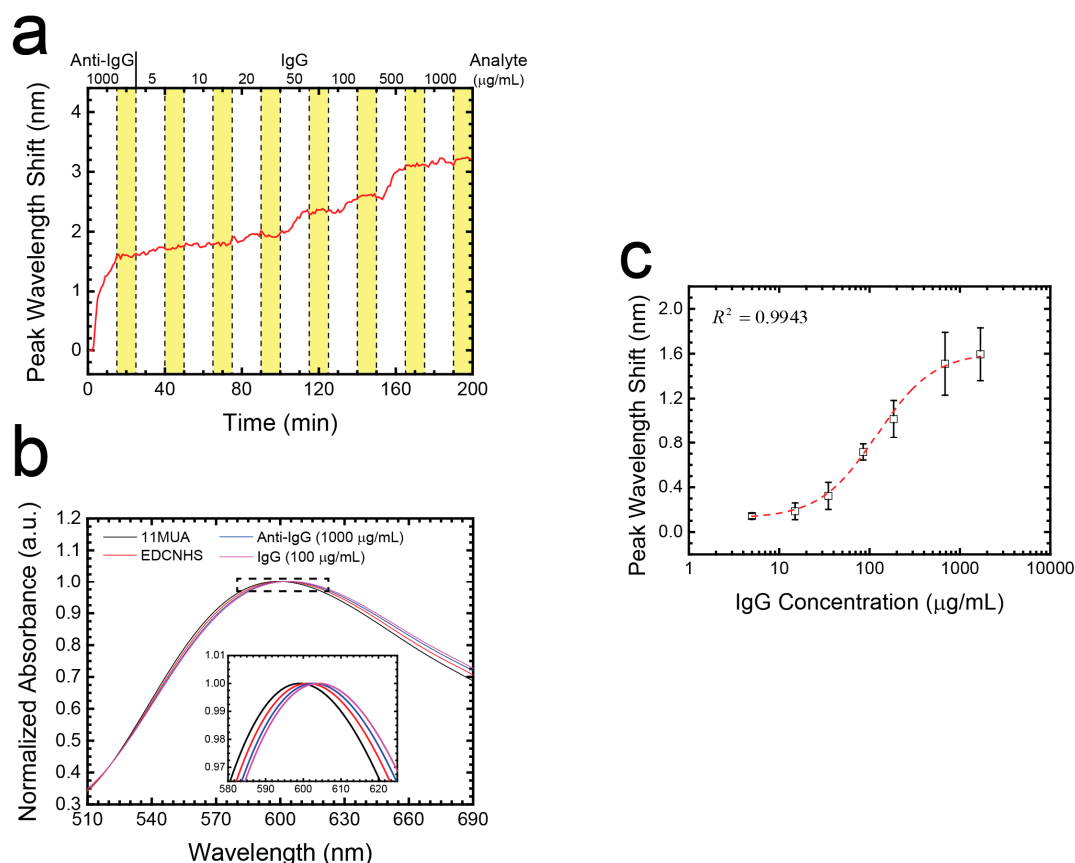 a
Anti-IgG IgG Analyte
1000 5 10 20 50 100 500 1000 (μg/mL)
Peak Wavelength Shift (nm)
4
3
2
1
0
0 40 80 120 160 200
Time (min)
b
Normalized Absorbance (a.u.)
1.2
1.1
1.0
0.9
0.8
0.7
0.6
0.5
0.4
0.3
11MUA
EDCNHS
Anti-IgG (1000 μg/mL)
IgG (100 μg/mL)
1.01
1.00
0.99
0.98
0.97
580 590 600 610 620
510 540 570 600 630 660 690
Wavelength (nm)
c
Peak Wavelength Shift (nm)
2.0
1.6
1.2
0.8
0.4
0.0
R² = 0.9943
1 10 100 1000 10000
IgG Concentration (μg/mL)